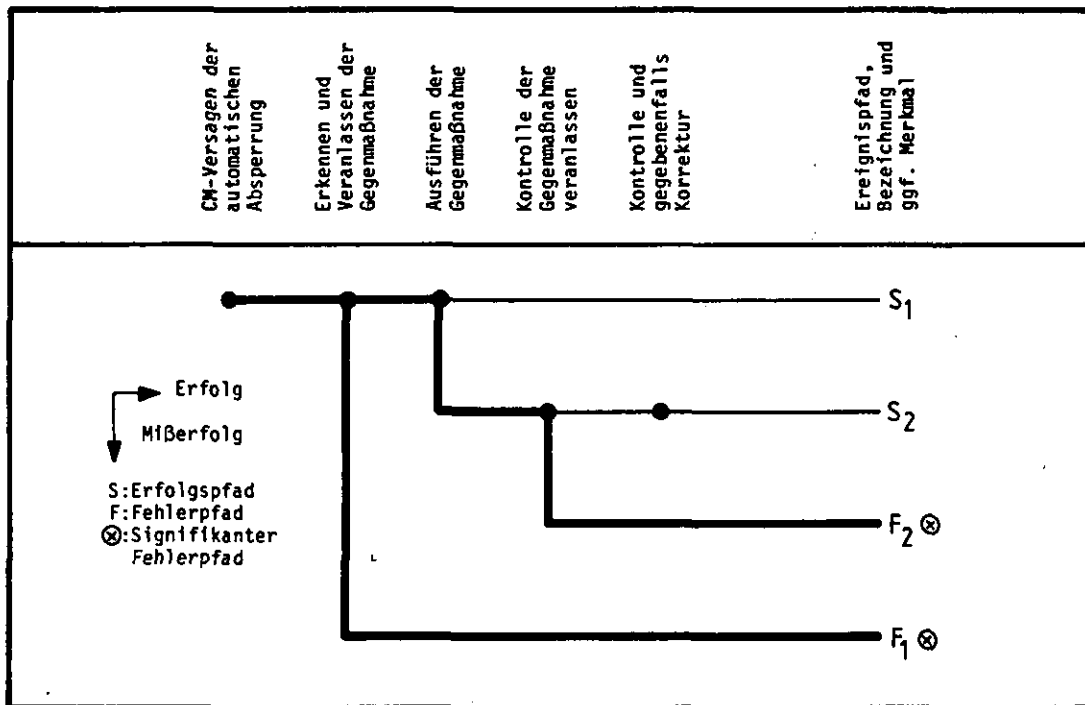 CM-Versagen der
automatischen
Absperrung
Erkennen und
Veranlassen der
Gegenmaßnahme
Ausführen der
Gegenmaßnahme
Kontrolle der
Gegenmaßnahme
veranlassen
Kontrolle und
gegebenenfalls
Korrektur
Ereignispfad,
Bezeichnung und
ggf. Merkmal
S1
Erfolg
Mißerfolg
S2
S:Erfolgspfad
F:Fehlerpfad
⊗:Signifikanter
Fehlerpfad
F2 ⊗
F1 ⊗